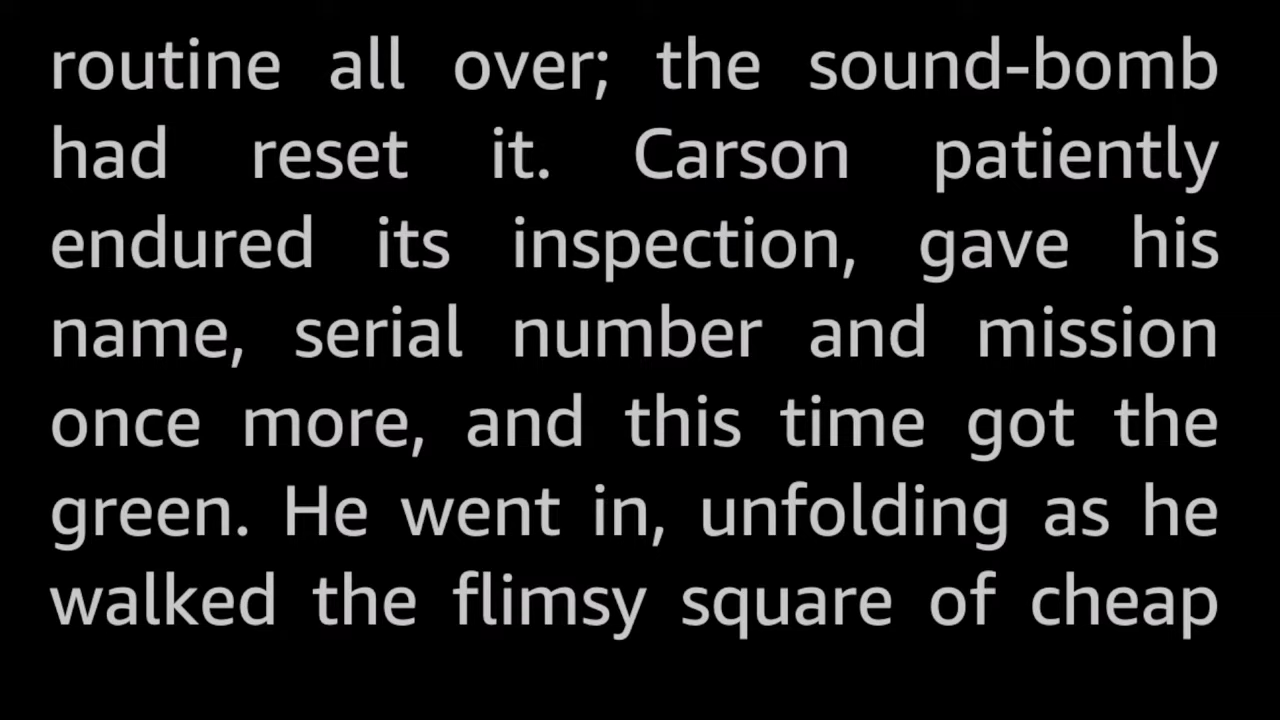 routine all over; the sound-bomb
had reset it. Carson patiently
endured its inspection, gave his
name, serial number and mission
once more, and this time got the
green. He went in, unfolding as he
walked the flimsy square of cheap